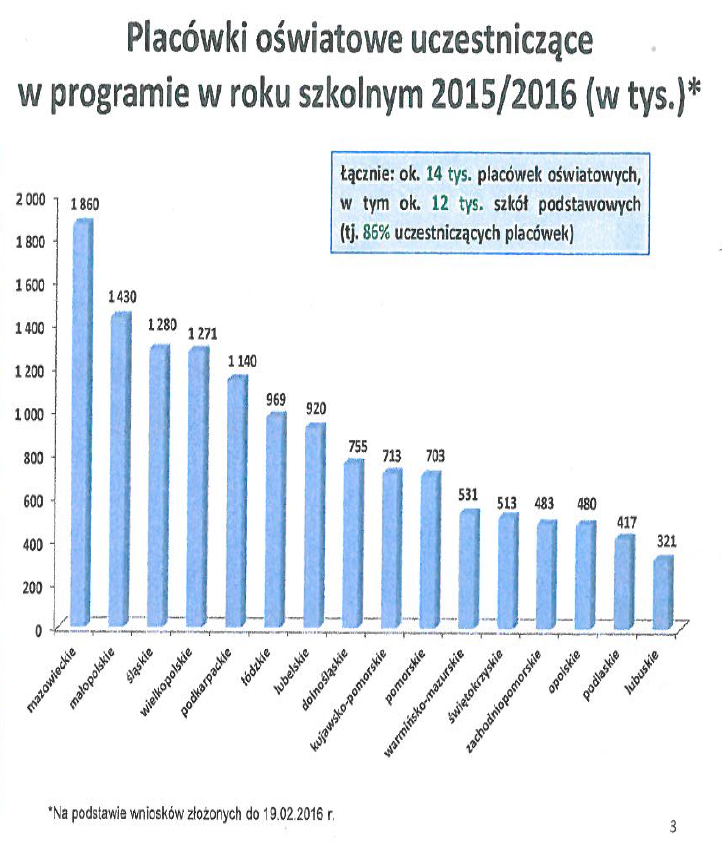 Placówki oświatowe uczestniczące
w programie w roku szkolnym 2015/2016 (w tys.)*
Łącznie: ok. 14 tys. placówek oświatowych,
w tym ok. 12 tys. szkół podstawowych
(tj. 86% uczestniczących placówek)
2 000
1 800
1 600
1 400
1 200
1 000
800
600
400
200
0
1 860
1 430
1 280
1 271
1 140
969
920
755
713
703
531
513
483
480
417
321
mazowieckie
małopolskie
śląskie
wielkopolskie
podkarpackie
łódzkie
lubelskie
dolnośląskie
kujawsko-pomorskie
pomorskie
warmińsko-mazurskie
świętokrzyskie
zachodniopomorskie
opolskie
podlaskie
lubuskie
*Na podstawie wniosków złożonych do 19.02.2016 r.
3